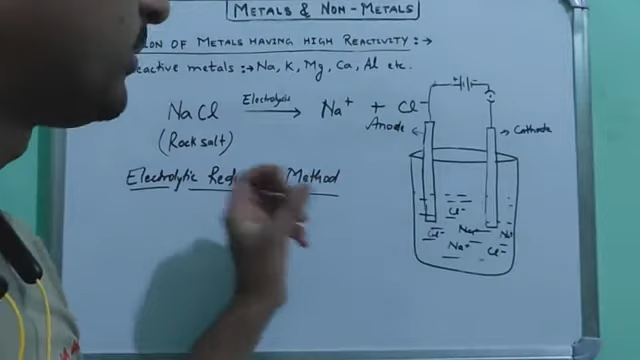 METALS & NON-METALS
ION OF METALS HAVING HIGH REACTIVITY :→
eactive metals :→ Na, K, Mg, Ca, Al etc.
NaCl Electrolysis Na+ + Cl-
(Rock salt)
Anode
Cathode
Electrolytic Red Method
Cl-
Cl- Na+ Na+
Na+ Cl-